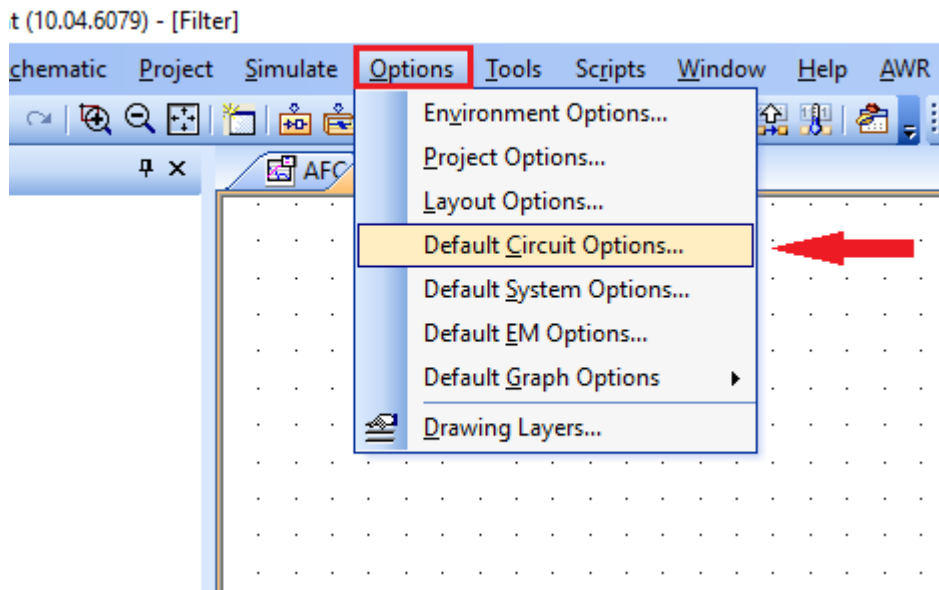 t (10.04.6079) - [Filter]
chematic Project Simulate Options Tools Scripts Window Help AWR
AFC
Environment Options...
Project Options...
Layout Options...
Default Circuit Options...
Default System Options...
Default EM Options...
Default Graph Options
Drawing Layers...